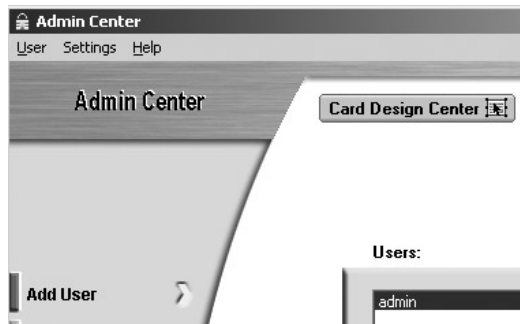 Admin Center
User Settings Help
Admin Center
Card Design Center
Users:
Add User
admin